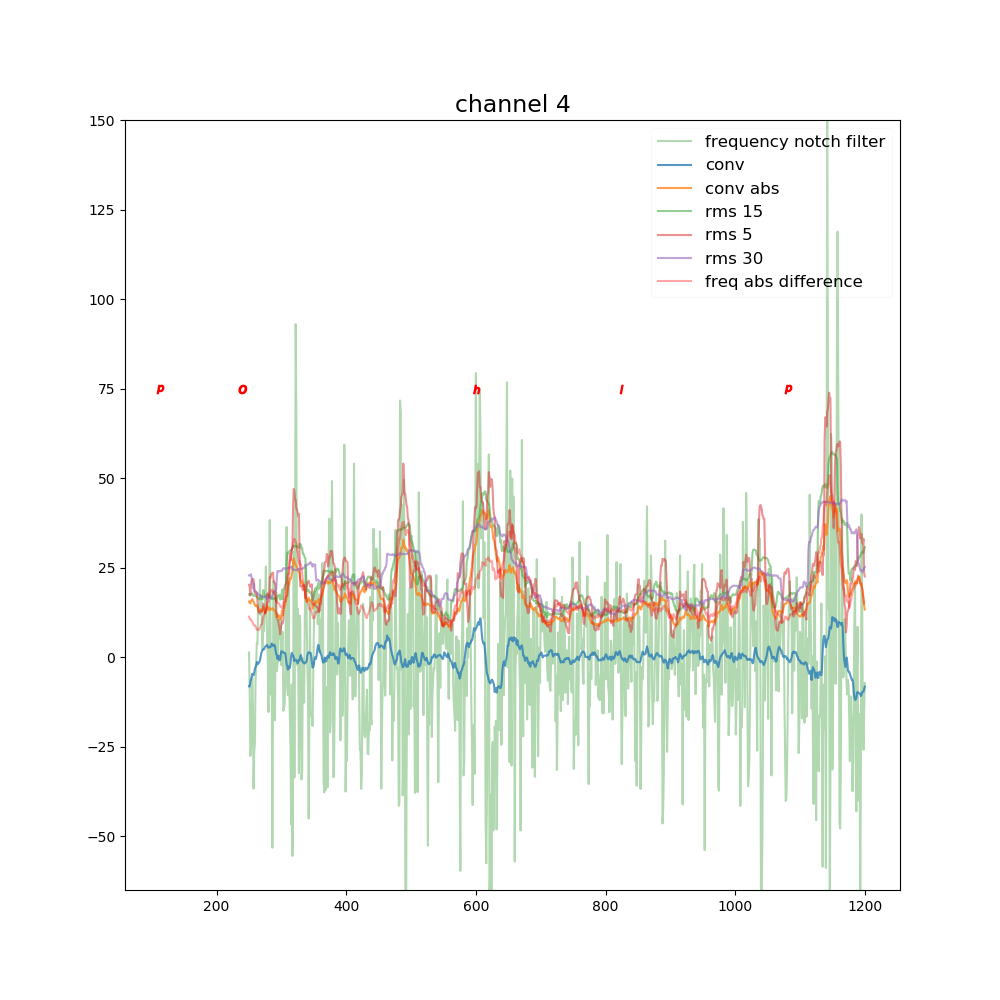 channel 4
150
125
100
75
50
25
0
−25
−50
frequency notch filter
conv
conv abs
rms 15
rms 5
rms 30
freq abs difference
p o h l p
200 400 600 800 1000 1200